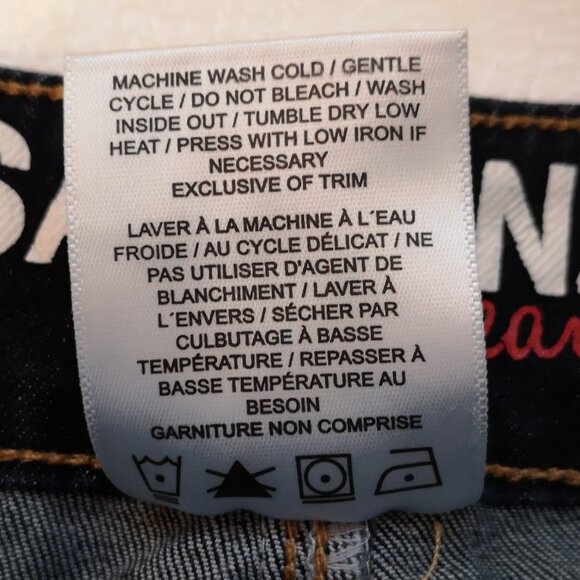 MACHINE WASH COLD / GENTLE
CYCLE / DO NOT BLEACH / WASH
INSIDE OUT / TUMBLE DRY LOW
HEAT / PRESS WITH LOW IRON IF
NECESSARY
EXCLUSIVE OF TRIM
LAVER À LA MACHINE À L´EAU
FROIDE / AU CYCLE DÉLICAT / NE
PAS UTILISER D'AGENT DE
BLANCHIMENT / LAVER À
L´ENVERS / SÉCHER PAR
CULBUTAGE À BASSE
TEMPÉRATURE / REPASSER À
BASSE TEMPÉRATURE AU
BESOIN
GARNITURE NON COMPRISE